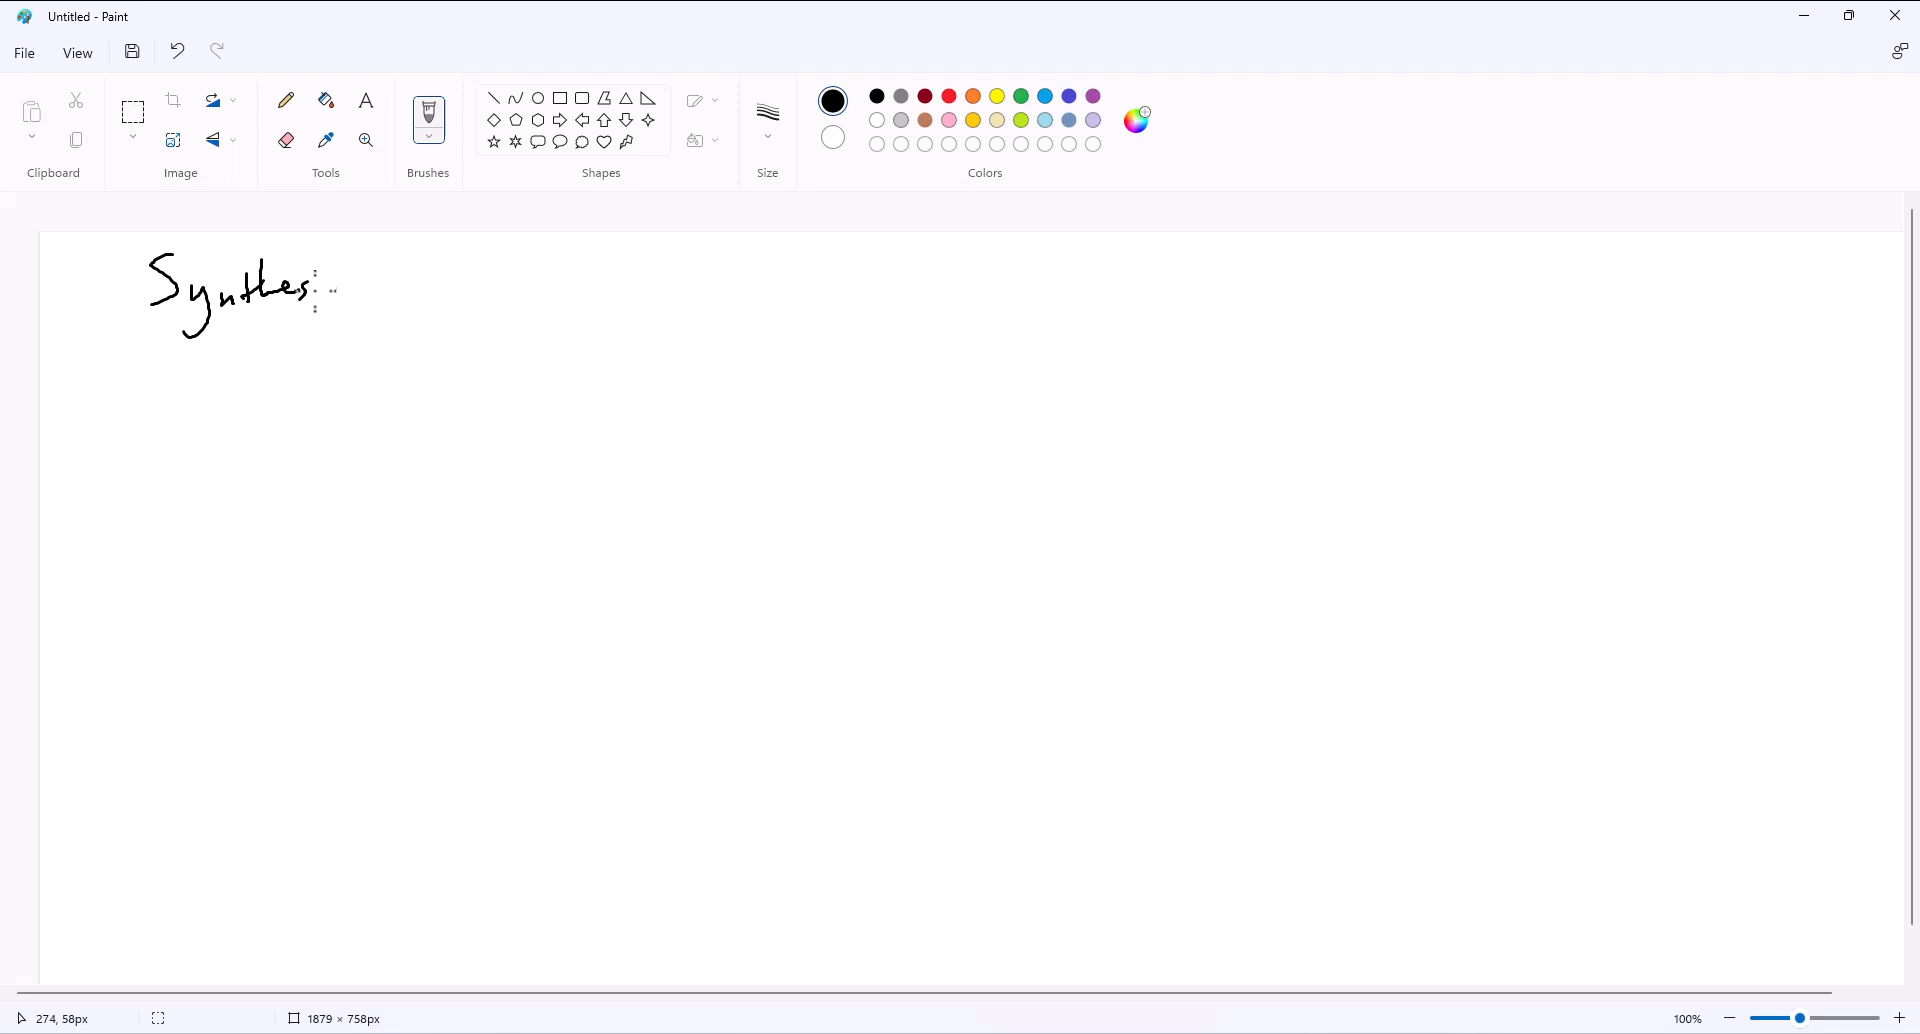 Untitled - Paint
File View
Clipboard Image Tools Brushes Shapes Size Colors
Synthes
274, 58px 1879 × 758px 100%